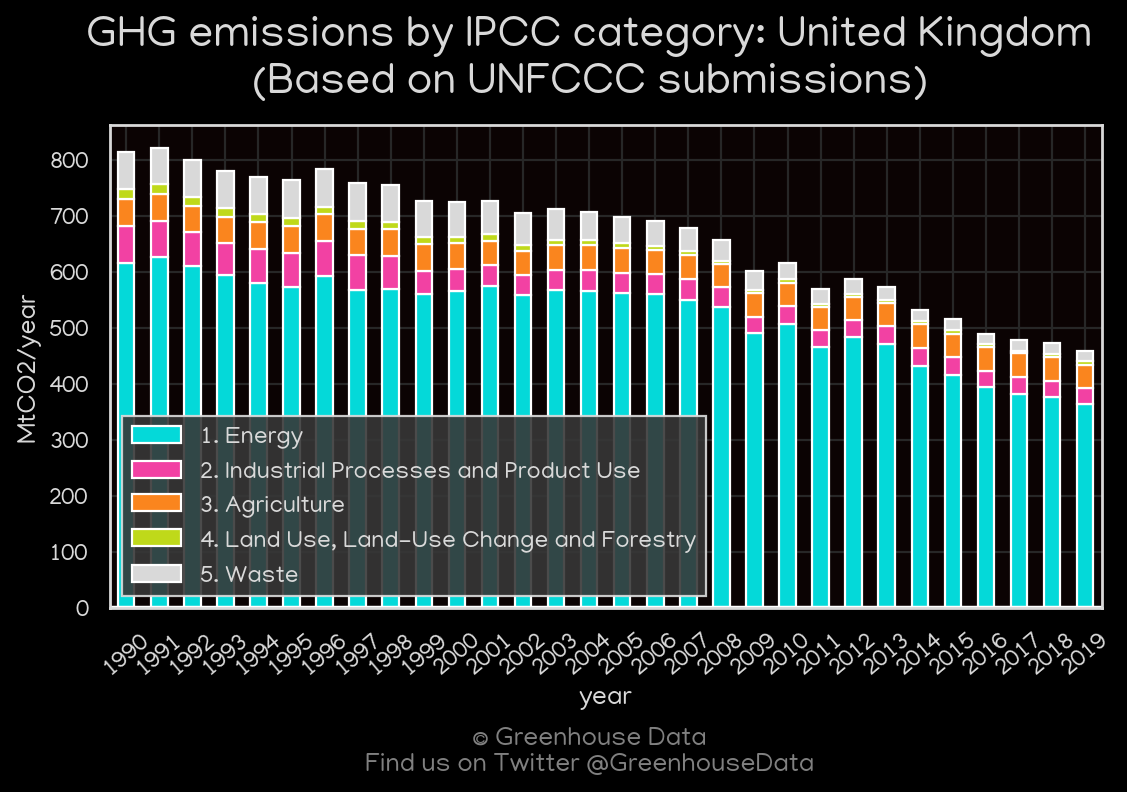 GHG emissions by IPCC category: United Kingdom
(Based on UNFCCC submissions)
MtCO2/year
800
700
600
500
400
300
200
100
0
1. Energy
2. Industrial Processes and Product Use
3. Agriculture
4. Land Use, Land-Use Change and Forestry
5. Waste
1990 1991 1992 1993 1994 1995 1996 1997 1998 1999 2000 2001 2002 2003 2004 2005 2006 2007 2008 2009 2010 2011 2012 2013 2014 2015 2016 2017 2018 2019
year
© Greenhouse Data
Find us on Twitter @GreenhouseData